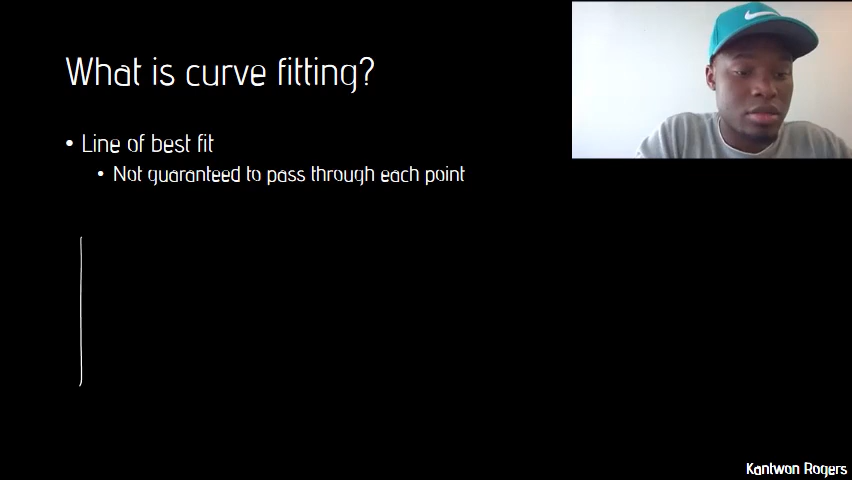 What is curve fitting?
• Line of best fit
• Not guaranteed to pass through each point
Kantwon Rogers